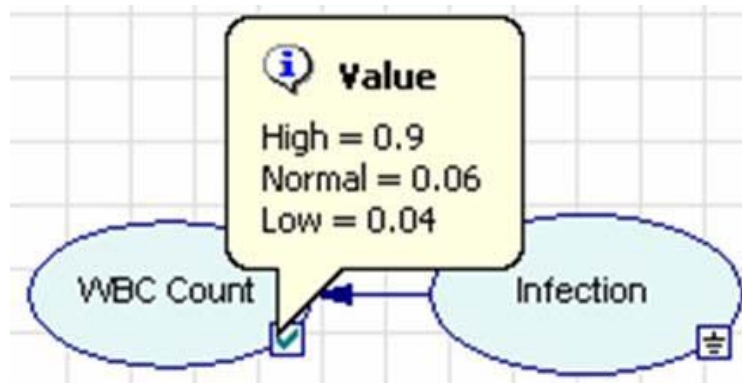 Value
High = 0.9
Normal = 0.06
Low = 0.04
WBC Count
Infection